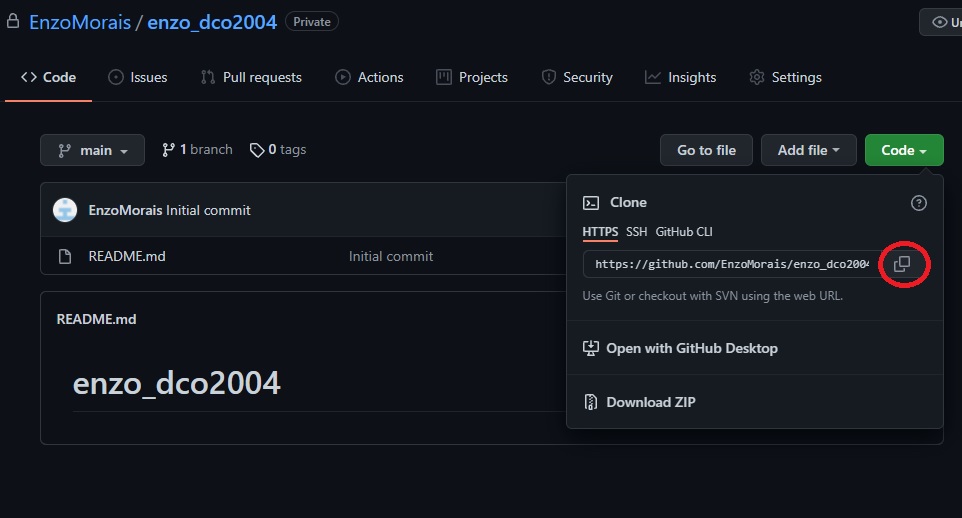 EnzoMorais / enzo_dco2004 Private
Code Issues Pull requests Actions Projects Security Insights Settings
main 1 branch 0 tags Go to file Add file Code
EnzoMorais Initial commit
README.md Initial commit
Clone
HTTPS SSH GitHub CLI
https://github.com/EnzoMorais/enzo_dco2004
Use Git or checkout with SVN using the web URL.
Open with GitHub Desktop
Download ZIP
README.md
enzo_dco2004